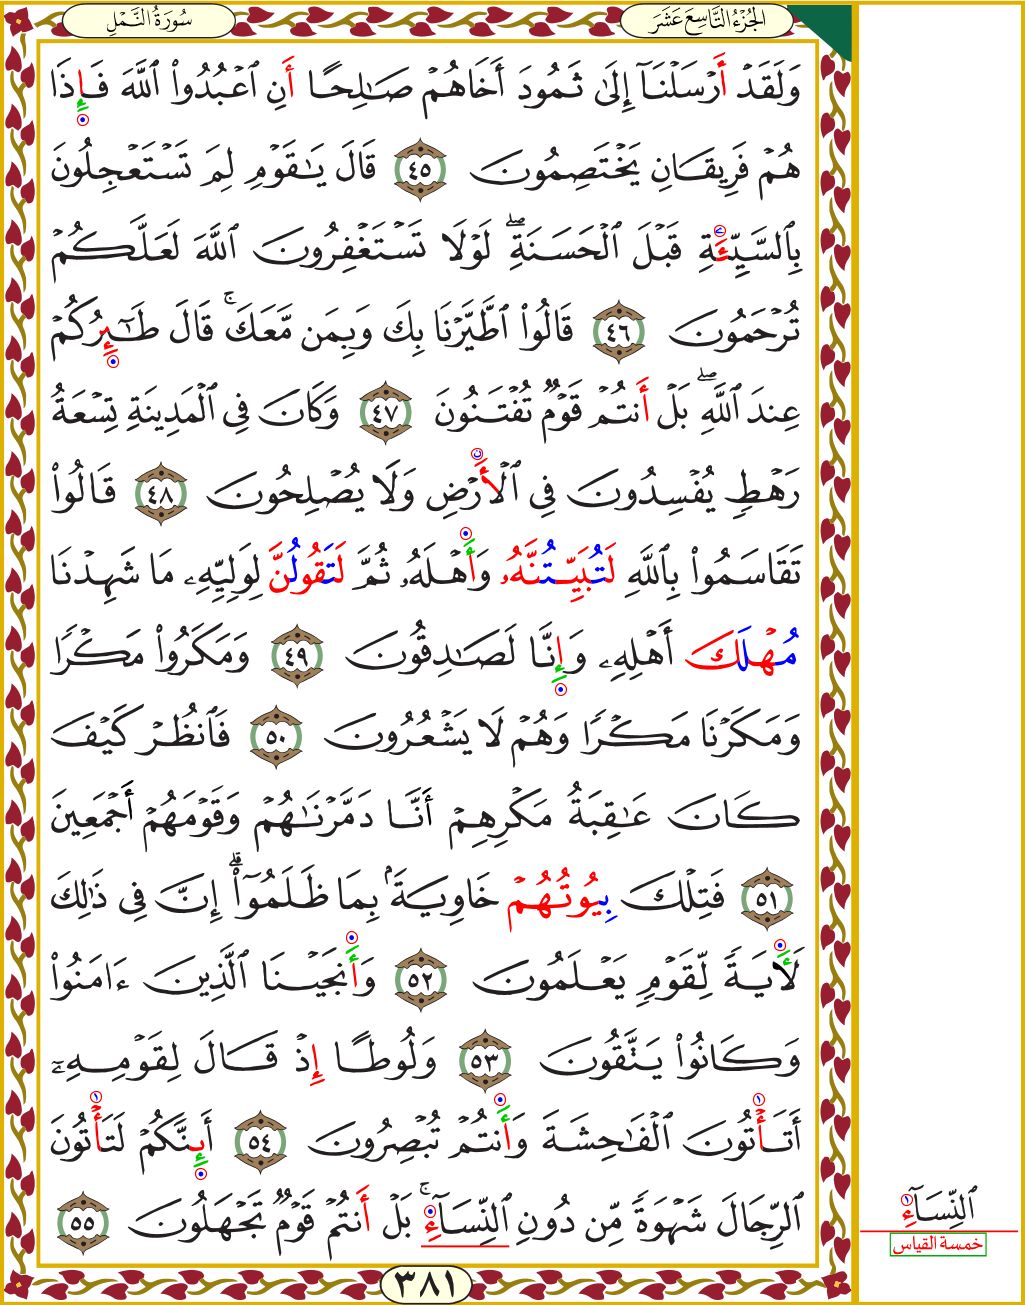 الجُزْءُ التَّاسِعَ عَشَرَ
سُورَةُ النَّمْلِ
وَلَقَدۡ أَرۡسَلۡنَآ إِلَىٰ ثَمُودَ أَخَاهُمۡ صَٰلِحًا أَنِ ٱعۡبُدُواْ ٱللَّهَ فَإِذَا
هُمۡ فَرِيقَانِ يَخۡتَصِمُونَ ٤٥ قَالَ يَٰقَوۡمِ لِمَ تَسۡتَعۡجِلُونَ
بِٱلسَّيِّئَةِ قَبۡلَ ٱلۡحَسَنَةِۖ لَوۡلَا تَسۡتَغۡفِرُونَ ٱللَّهَ لَعَلَّكُمۡ
تُرۡحَمُونَ ٤٦ قَالُواْ ٱطَّيَّرۡنَا بِكَ وَبِمَن مَّعَكَۚ قَالَ طَٰٓئِرُكُمۡ
عِندَ ٱللَّهِۖ بَلۡ أَنتُمۡ قَوۡمٞ تُفۡتَنُونَ ٤٧ وَكَانَ فِي ٱلۡمَدِينَةِ تِسۡعَةُ
رَهۡطٖ يُفۡسِدُونَ فِي ٱلۡأَرۡضِ وَلَا يُصۡلِحُونَ ٤٨ قَالُواْ
تَقَاسَمُواْ بِٱللَّهِ لَتُبَيِّتُنَّهُۥ وَأَهۡلَهُۥ ثُمَّ لَتَقُولُنَّ لِوَلِيِّهِۦ مَا شَهِدۡنَا
مُهۡلَكَ أَهۡلِهِۦ وَإِنَّا لَصَٰدِقُونَ ٤٩ وَمَكَرُواْ مَكۡرٗا
وَمَكَرۡنَا مَكۡرٗا وَهُمۡ لَا يَشۡعُرُونَ ٥٠ فَٱنظُرۡ كَيۡفَ
كَانَ عَٰقِبَةُ مَكۡرِهِمۡ أَنَّا دَمَّرۡنَٰهُمۡ وَقَوۡمَهُمۡ أَجۡمَعِينَ
٥١ فَتِلۡكَ بِيُوتُهُمۡ خَاوِيَةَۢ بِمَا ظَلَمُوٓاْۗ إِنَّ فِي ذَٰلِكَ
لَأٓيَةٗ لِّقَوۡمٖ يَعۡلَمُونَ ٥٢ وَأَنجَيۡنَا ٱلَّذِينَ ءَامَنُواْ
وَكَانُواْ يَتَّقُونَ ٥٣ وَلُوطًا إِذۡ قَالَ لِقَوۡمِهِۦٓ
أَتَأۡتُونَ ٱلۡفَٰحِشَةَ وَأَنتُمۡ تُبۡصِرُونَ ٥٤ أَئِنَّكُمۡ لَتَأۡتُونَ
ٱلرِّجَالَ شَهۡوَةٗ مِّن دُونِ ٱلنِّسَآءِۚ بَلۡ أَنتُمۡ قَوۡمٞ تَجۡهَلُونَ ٥٥
ٱلنِّسَآءِ
خمسة القياس
٣٨١